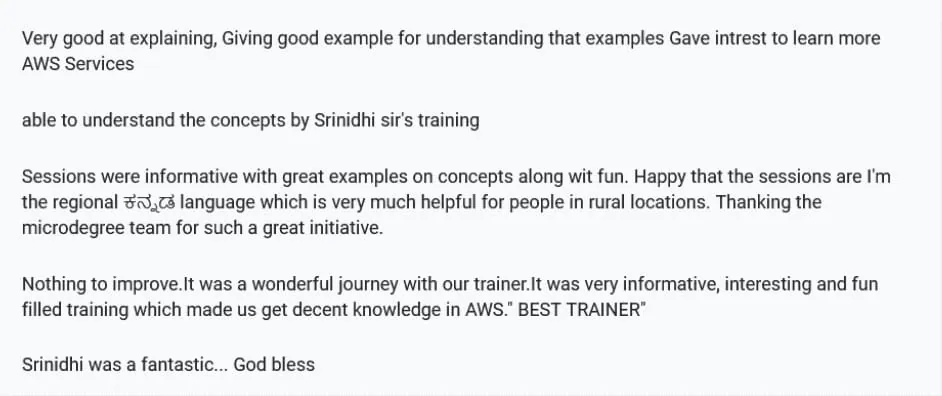 Very good at explaining, Giving good example for understanding that examples Gave intrest to learn more
AWS Services
able to understand the concepts by Srinidhi sir's training
Sessions were informative with great examples on concepts along wit fun. Happy that the sessions are I'm
the regional ಕನ್ನಡ language which is very much helpful for people in rural locations. Thanking the
microdegree team for such a great initiative.
Nothing to improve.It was a wonderful journey with our trainer.It was very informative, interesting and fun
filled training which made us get decent knowledge in AWS." BEST TRAINER"
Srinidhi was a fantastic... God bless